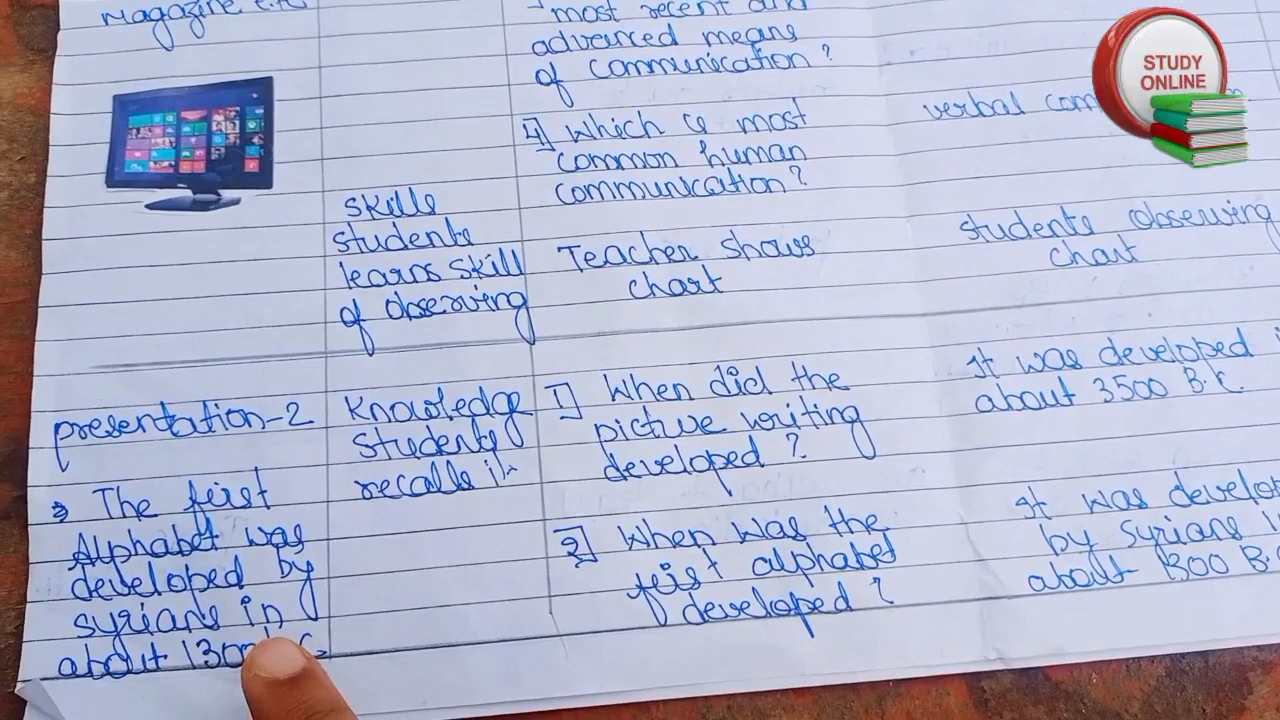 Magazine etc
most recent and
advanced means
of communication?
4] Which is most
common human
communication?
verbal
STUDY
ONLINE
skills
students
learns skill
of observing
Teacher shows
chart
students observing
chart
presentation-2
→ The first
Alphabet was
developed by
syrians in
about 1300
Knowledge
students
recalls it
1] When did the
picture writing
developed?
It was developed
about 3500 B.C.
2] When was the
first alphabet
developed?
It was
by Syrians
about 1300 B.